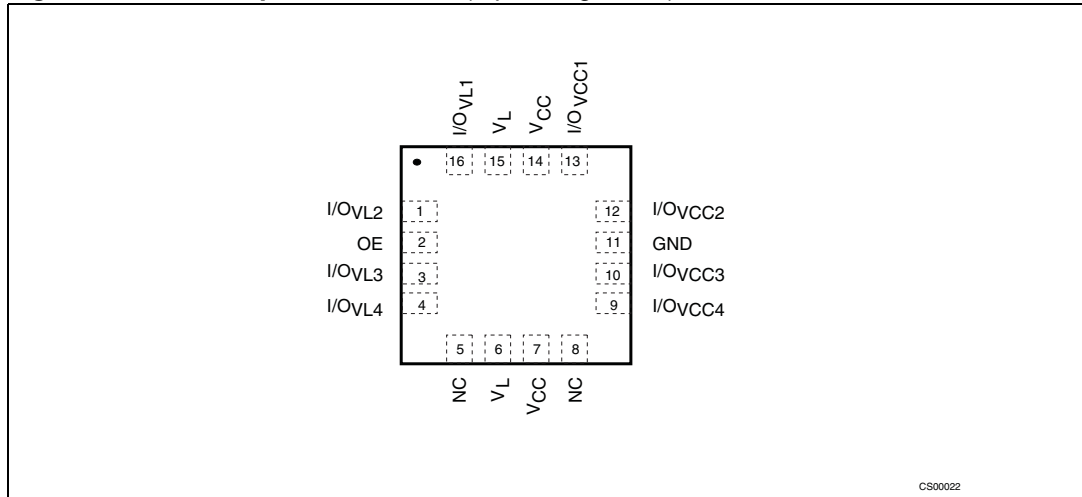 I/OVL1 VL VCC I/OVCC1
16 15 14 13
I/OVL2 1 12 I/OVCC2
OE 2 11 GND
I/OVL3 3 10 I/OVCC3
I/OVL4 4 9 I/OVCC4
5 6 7 8
NC VL VCC NC
CS00022